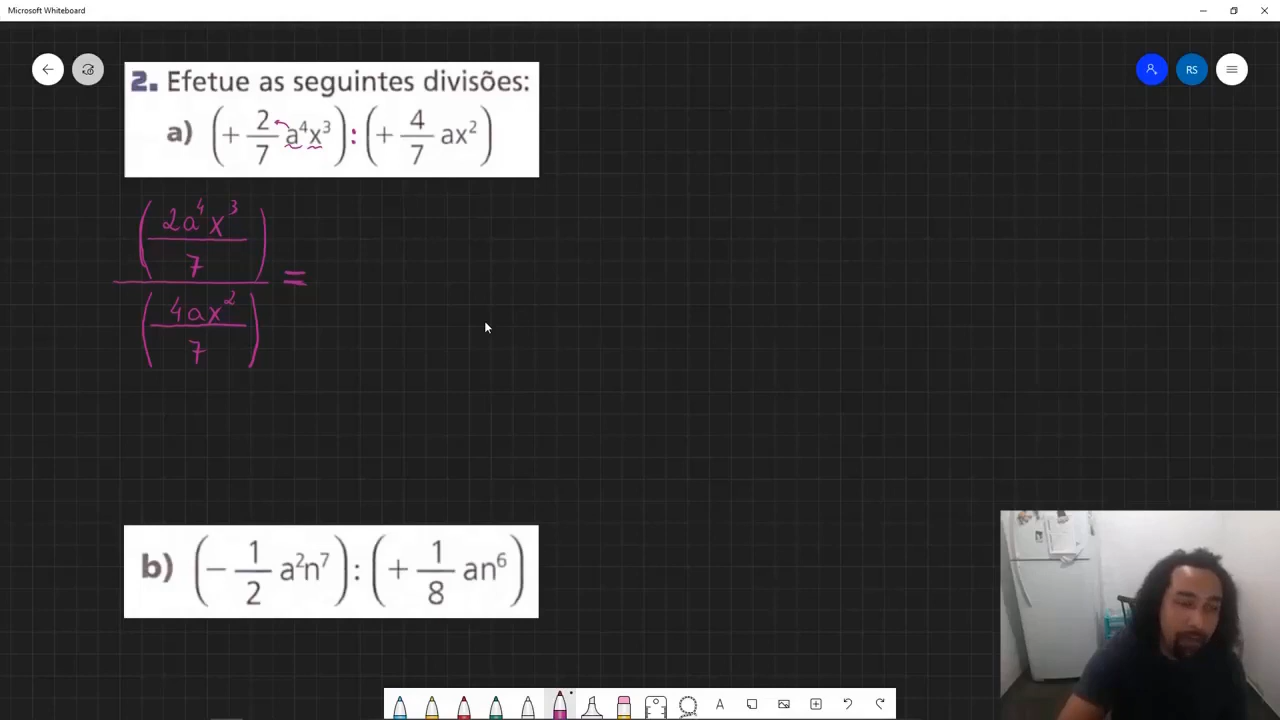 Microsoft Whiteboard
RS
2. Efetue as seguintes divisões:
a) (+ 2/7 a⁴x³) : (+ 4/7 ax²)
(2a⁴x³/7)/(4ax²/7) =
b) (− 1/2 a²n⁷) : (+ 1/8 an⁶)
A